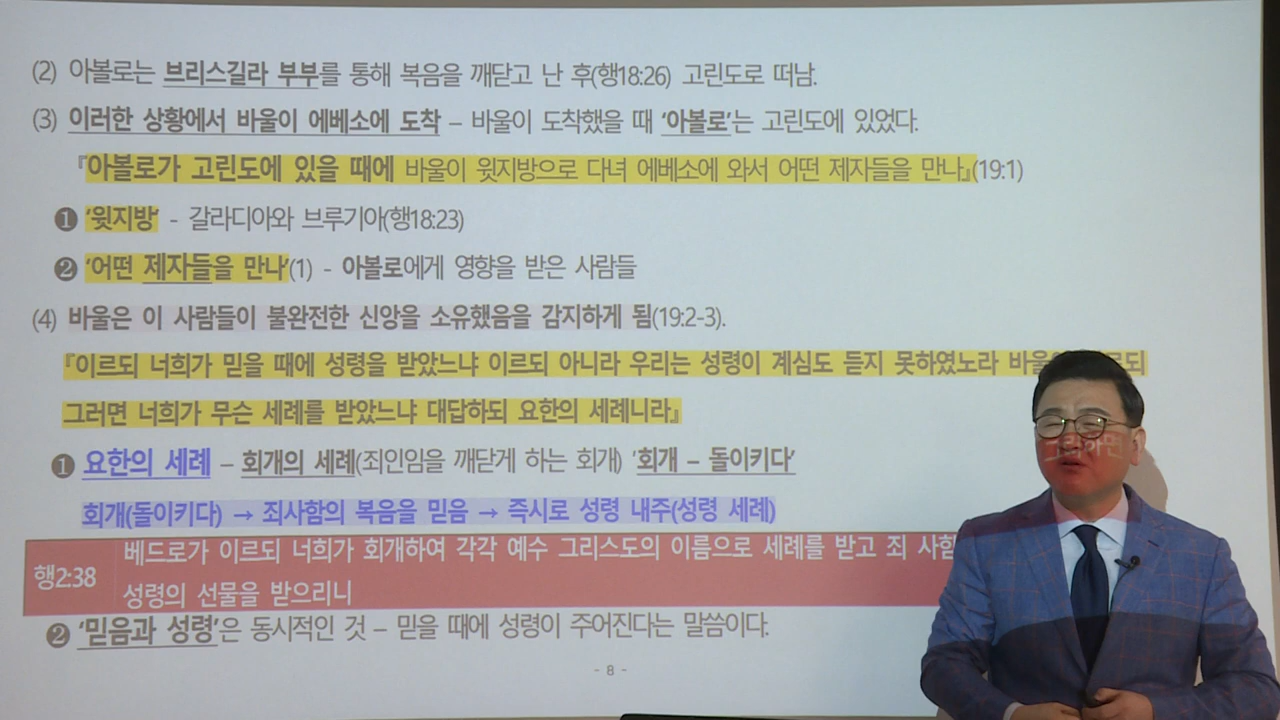 (2) 아볼로는 브리스길라 부부를 통해 복음을 깨닫고 난 후(행18:26) 고린도로 떠남.
(3) 이러한 상황에서 바울이 에베소에 도착 – 바울이 도착했을 때 ‘아볼로’는 고린도에 있었다.
『아볼로가 고린도에 있을 때에 바울이 윗지방으로 다녀 에베소에 와서 어떤 제자들을 만나』(19:1)
❶ ‘윗지방’ - 갈라디아와 브루기아(행18:23)
❷ ‘어떤 제자들을 만나’(1) - 아볼로에게 영향을 받은 사람들
(4) 바울은 이 사람들이 불완전한 신앙을 소유했음을 감지하게 됨(19:2-3).
『이르되 너희가 믿을 때에 성령을 받았느냐 이르되 아니라 우리는 성령이 계심도 듣지 못하였노라
그러면 너희가 무슨 세례를 받았느냐 대답하되 요한의 세례니라』
❶ 요한의 세례 – 회개의 세례(죄인임을 깨닫게 하는 회개) ‘회개 – 돌이키다’
회개(돌이키다) → 죄사함의 복음을 믿음 → 즉시로 성령 내주(성령 세례)
행2:38 베드로가 이르되 너희가 회개하여 각각 예수 그리스도의 이름으로 세례를 받고 죄
성령의 선물을 받으리니
❷ ‘믿음과 성령’은 동시적인 것 – 믿을 때에 성령이 주어진다는 말씀이다.
- 8 -